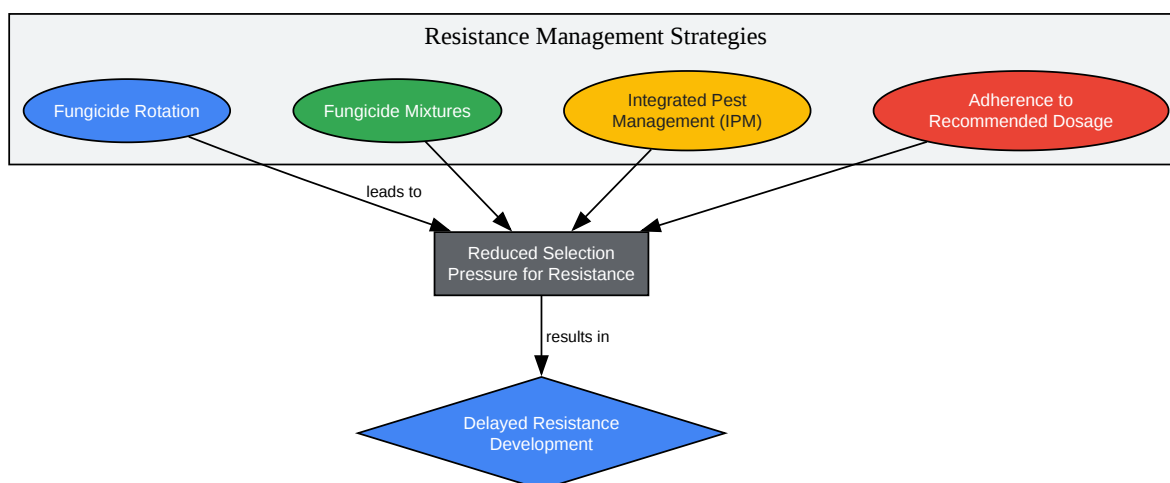 Resistance Management Strategies
Fungicide Rotation
Fungicide Mixtures
Integrated Pest
Management (IPM)
Adherence to
Recommended Dosage
leads to
Reduced Selection
Pressure for Resistance
results in
Delayed Resistance
Development